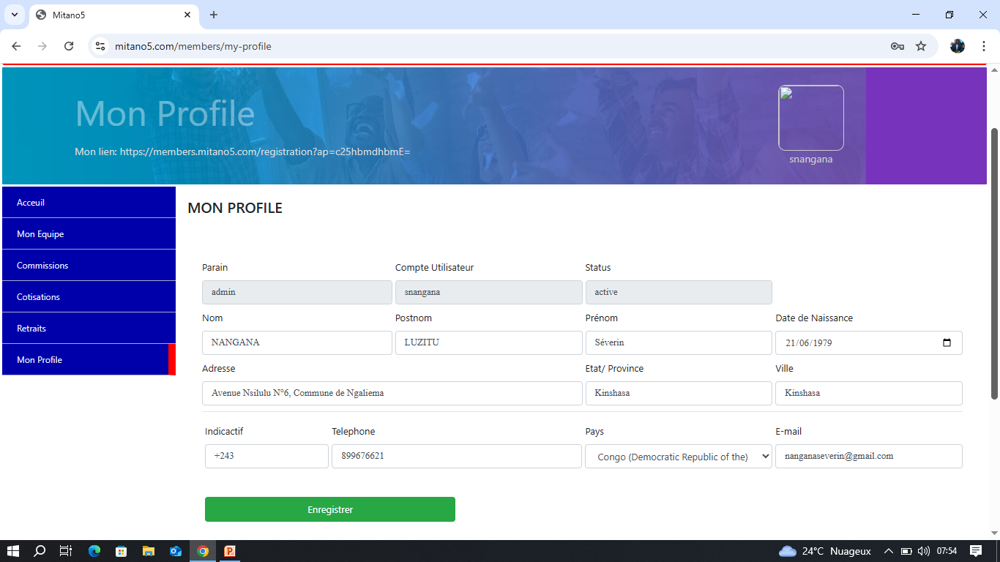 Mitano5
mitano5.com/members/my-profile
Mon Profile
Mon lien: https://members.mitano5.com/registration?ap=c25hbmdhbmE=
snangana
Acceuil
Mon Equipe
Commissions
Cotisations
Retraits
Mon Profile
MON PROFILE
Parain Compte Utilisateur Status
admin snangana active
Nom Postnom Prénom Date de Naissance
NANGANA LUZITU Séverin 21/06/1979
Adresse Etat/ Province Ville
Avenue Nsilulu N°6, Commune de Ngaliema Kinshasa Kinshasa
Indicactif Telephone Pays E-mail
+243 899676621 Congo (Democratic Republic of the) nanganaseverin@gmail.com
Enregistrer
24°C Nuageux 07:54